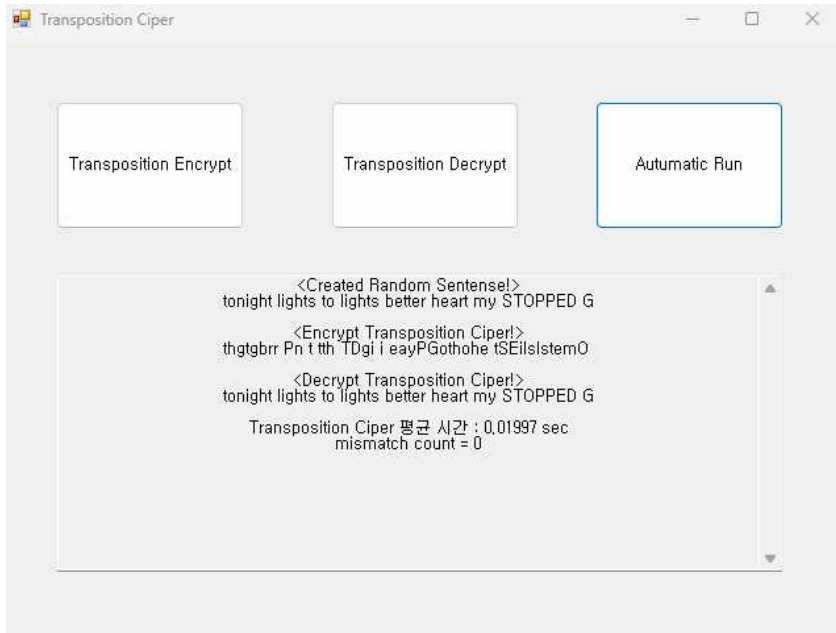 Transposition Ciper
Transposition Encrypt
Transposition Decrypt
Autumatic Run
<Created Random Sentense!>
tonight lights to lights better heart my STOPPED G
<Encrypt Transposition Ciper!>
thgtgbrr Pn t tth TDgi i eayPGothohe tSEilslstemO
<Decrypt Transposition Ciper!>
tonight lights to lights better heart my STOPPED G
Transposition Ciper 평균 시간 : 0,01997 sec
mismatch count = 0